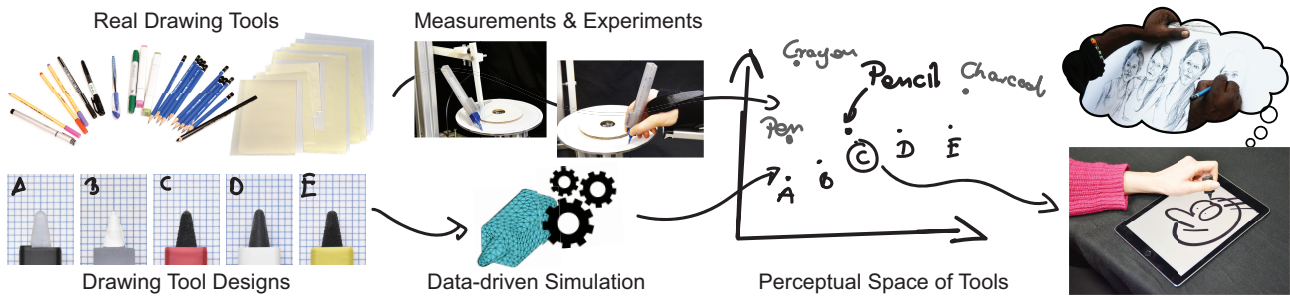 Real Drawing Tools
Measurements & Experiments
Crayon
Pencil
Charcoal
Pen
A
B
C
D
E
A
B
C
D
E
Drawing Tool Designs
Data-driven Simulation
Perceptual Space of Tools